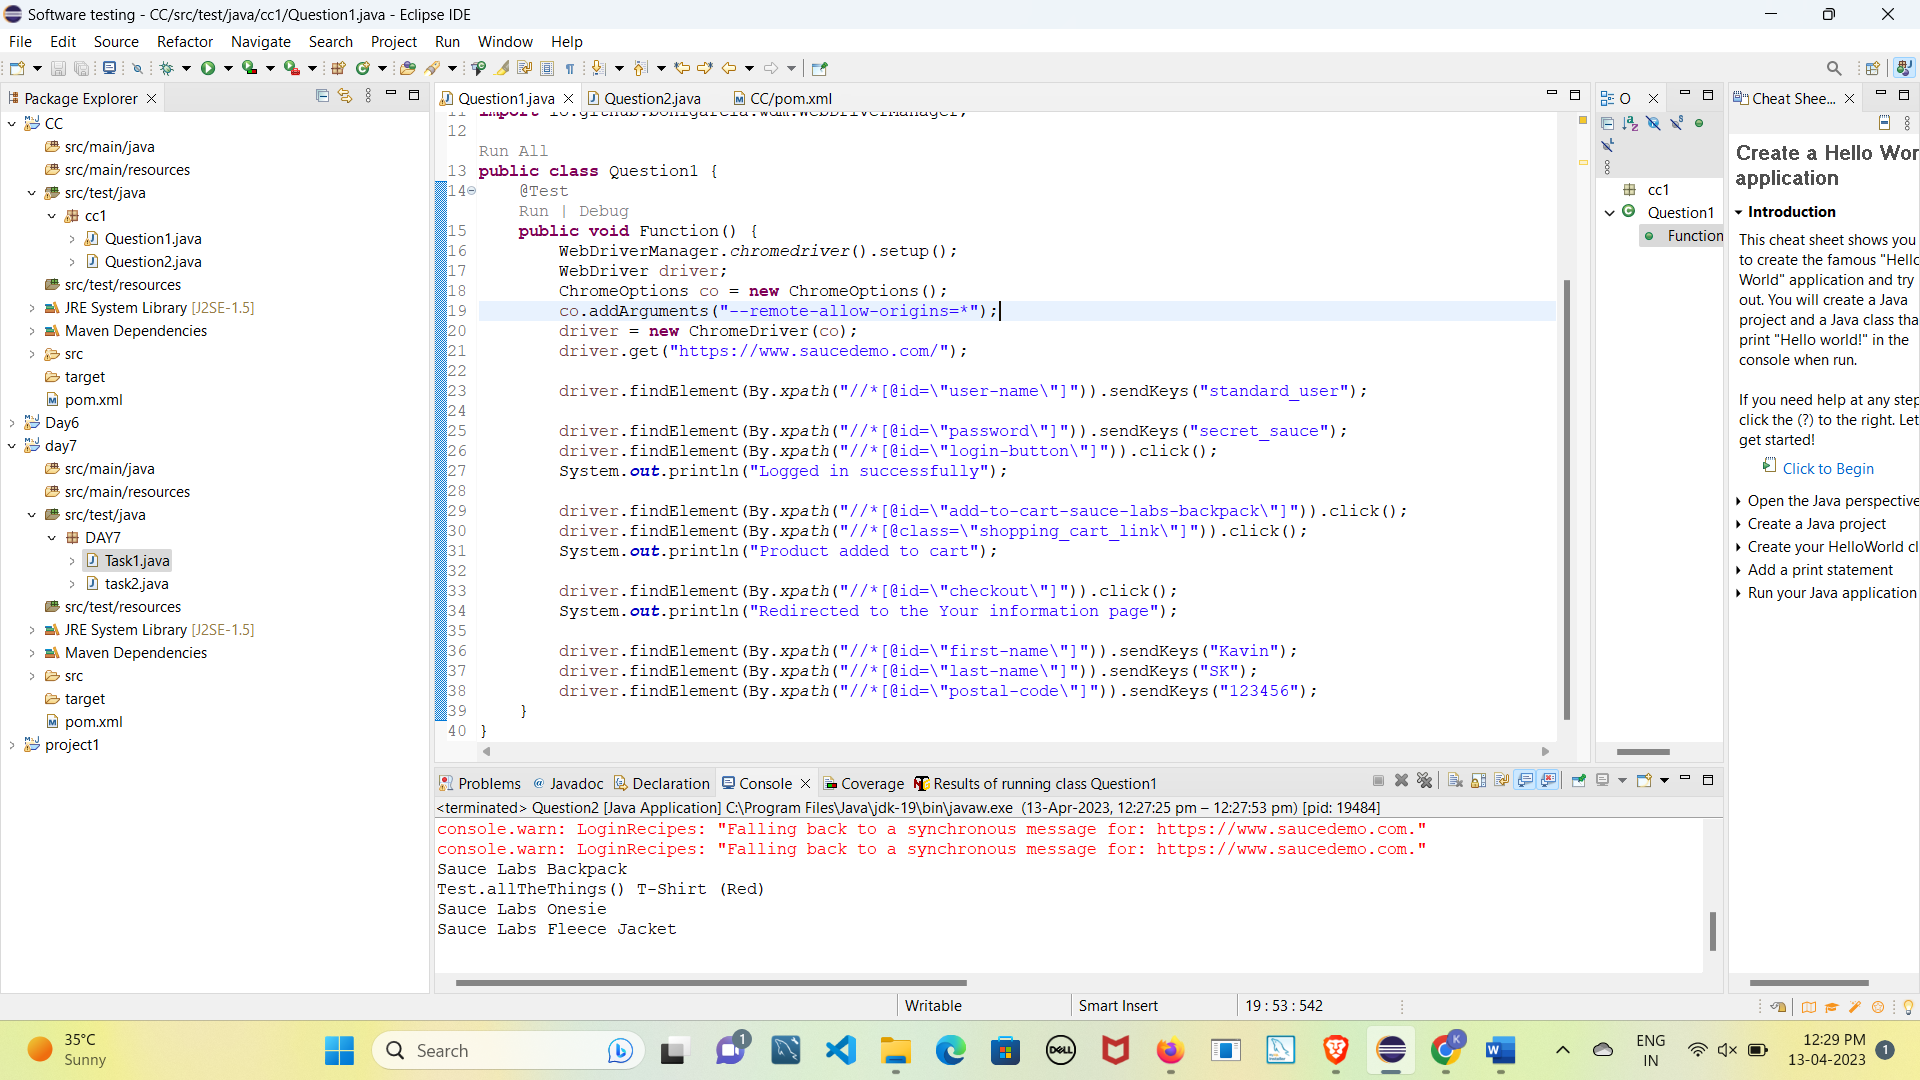 Software testing - CC/src/test/java/cc1/Question1.java - Eclipse IDE
File Edit Source Refactor Navigate Search Project Run Window Help
Package Explorer
CC
src/main/java
src/main/resources
src/test/java
cc1
Question1.java
Question2.java
src/test/resources
JRE System Library [J2SE-1.5]
Maven Dependencies
src
target
pom.xml
Day6
day7
src/main/java
src/main/resources
src/test/java
DAY7
Task1.java
task2.java
src/test/resources
JRE System Library [J2SE-1.5]
Maven Dependencies
src
target
pom.xml
project1
Question1.java Question2.java CC/pom.xml
11 import io.github.bonigarcia.wdm.WebDriverManager;
12
Run All
13 public class Question1 {
14 @Test
Run | Debug
15 public void Function() {
16 WebDriverManager.chromedriver().setup();
17 WebDriver driver;
18 ChromeOptions co = new ChromeOptions();
19 co.addArguments("--remote-allow-origins=*");
20 driver = new ChromeDriver(co);
21 driver.get("https://www.saucedemo.com/");
22
23 driver.findElement(By.xpath("//*[@id=\"user-name\"]")).sendKeys("standard_user");
24
25 driver.findElement(By.xpath("//*[@id=\"password\"]")).sendKeys("secret_sauce");
26 driver.findElement(By.xpath("//*[@id=\"login-button\"]")).click();
27 System.out.println("Logged in successfully");
28
29 driver.findElement(By.xpath("//*[@id=\"add-to-cart-sauce-labs-backpack\"]")).click();
30 driver.findElement(By.xpath("//*[@class=\"shopping_cart_link\"]")).click();
31 System.out.println("Product added to cart");
32
33 driver.findElement(By.xpath("//*[@id=\"checkout\"]")).click();
34 System.out.println("Redirected to the Your information page");
35
36 driver.findElement(By.xpath("//*[@id=\"first-name\"]")).sendKeys("Kavin");
37 driver.findElement(By.xpath("//*[@id=\"last-name\"]")).sendKeys("SK");
38 driver.findElement(By.xpath("//*[@id=\"postal-code\"]")).sendKeys("123456");
39 }
40 }
O
cc1
Question1
Function
Cheat Shee...
Create a Hello Wor
application
Introduction
This cheat sheet shows you
to create the famous "Hello
World" application and try
out. You will create a Java
project and a Java class tha
print "Hello world!" in the
console when run.
If you need help at any step
click the (?) to the right. Let
get started!
Click to Begin
Open the Java perspective
Create a Java project
Create your HelloWorld cl
Add a print statement
Run your Java application
Problems Javadoc Declaration Console Coverage Results of running class Question1
<terminated> Question2 [Java Application] C:\Program Files\Java\jdk-19\bin\javaw.exe (13-Apr-2023, 12:27:25 pm – 12:27:53 pm) [pid: 19484]
console.warn: LoginRecipes: "Falling back to a synchronous message for: https://www.saucedemo.com."
console.warn: LoginRecipes: "Falling back to a synchronous message for: https://www.saucedemo.com."
Sauce Labs Backpack
Test.allTheThings() T-Shirt (Red)
Sauce Labs Onesie
Sauce Labs Fleece Jacket
Writable Smart Insert 19 : 53 : 542
35°C
Sunny
Search
1
DELL
K
ENG
IN
12:29 PM
13-04-2023
1